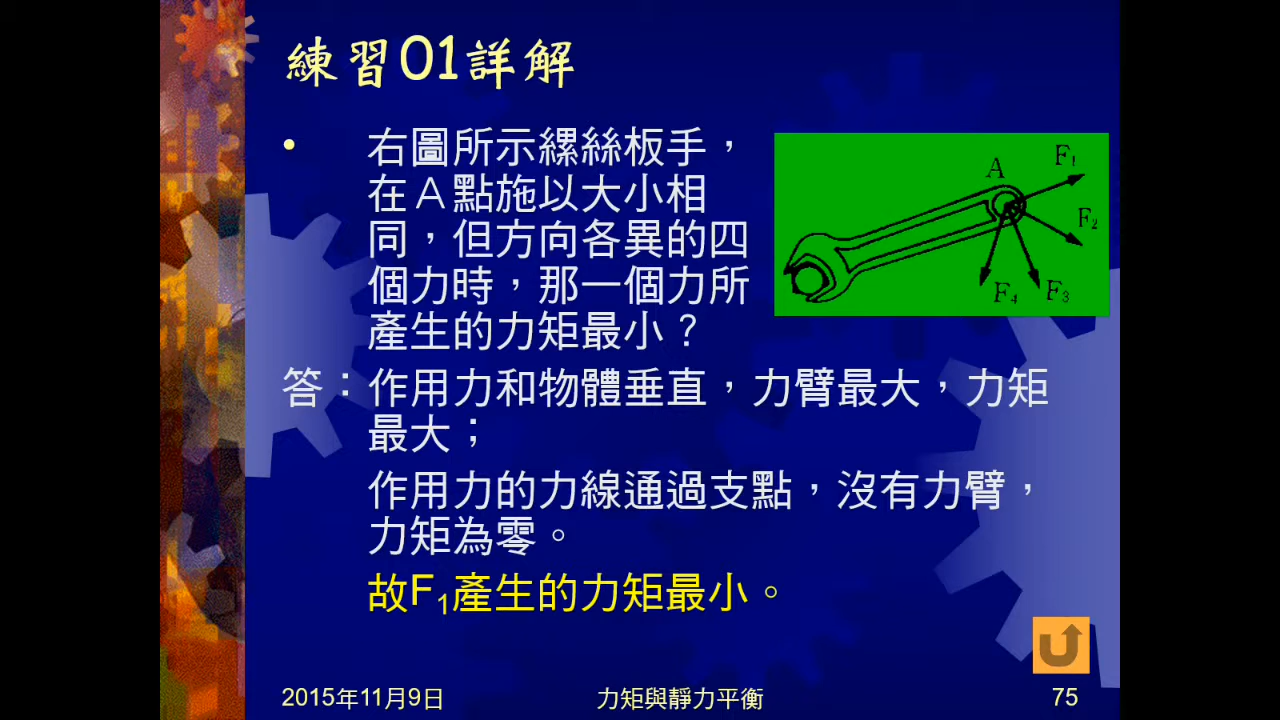 練習01詳解
• 右圖所示縲絲板手，
在Ａ點施以大小相
同，但方向各異的四
個力時，那一個力所
產生的力矩最小？
A
F₁
F₂
F₃
F₄
答：作用力和物體垂直，力臂最大，力矩
最大；
作用力的力線通過支點，沒有力臂，
力矩為零。
故F₁產生的力矩最小。
2015年11月9日
力矩與靜力平衡
75